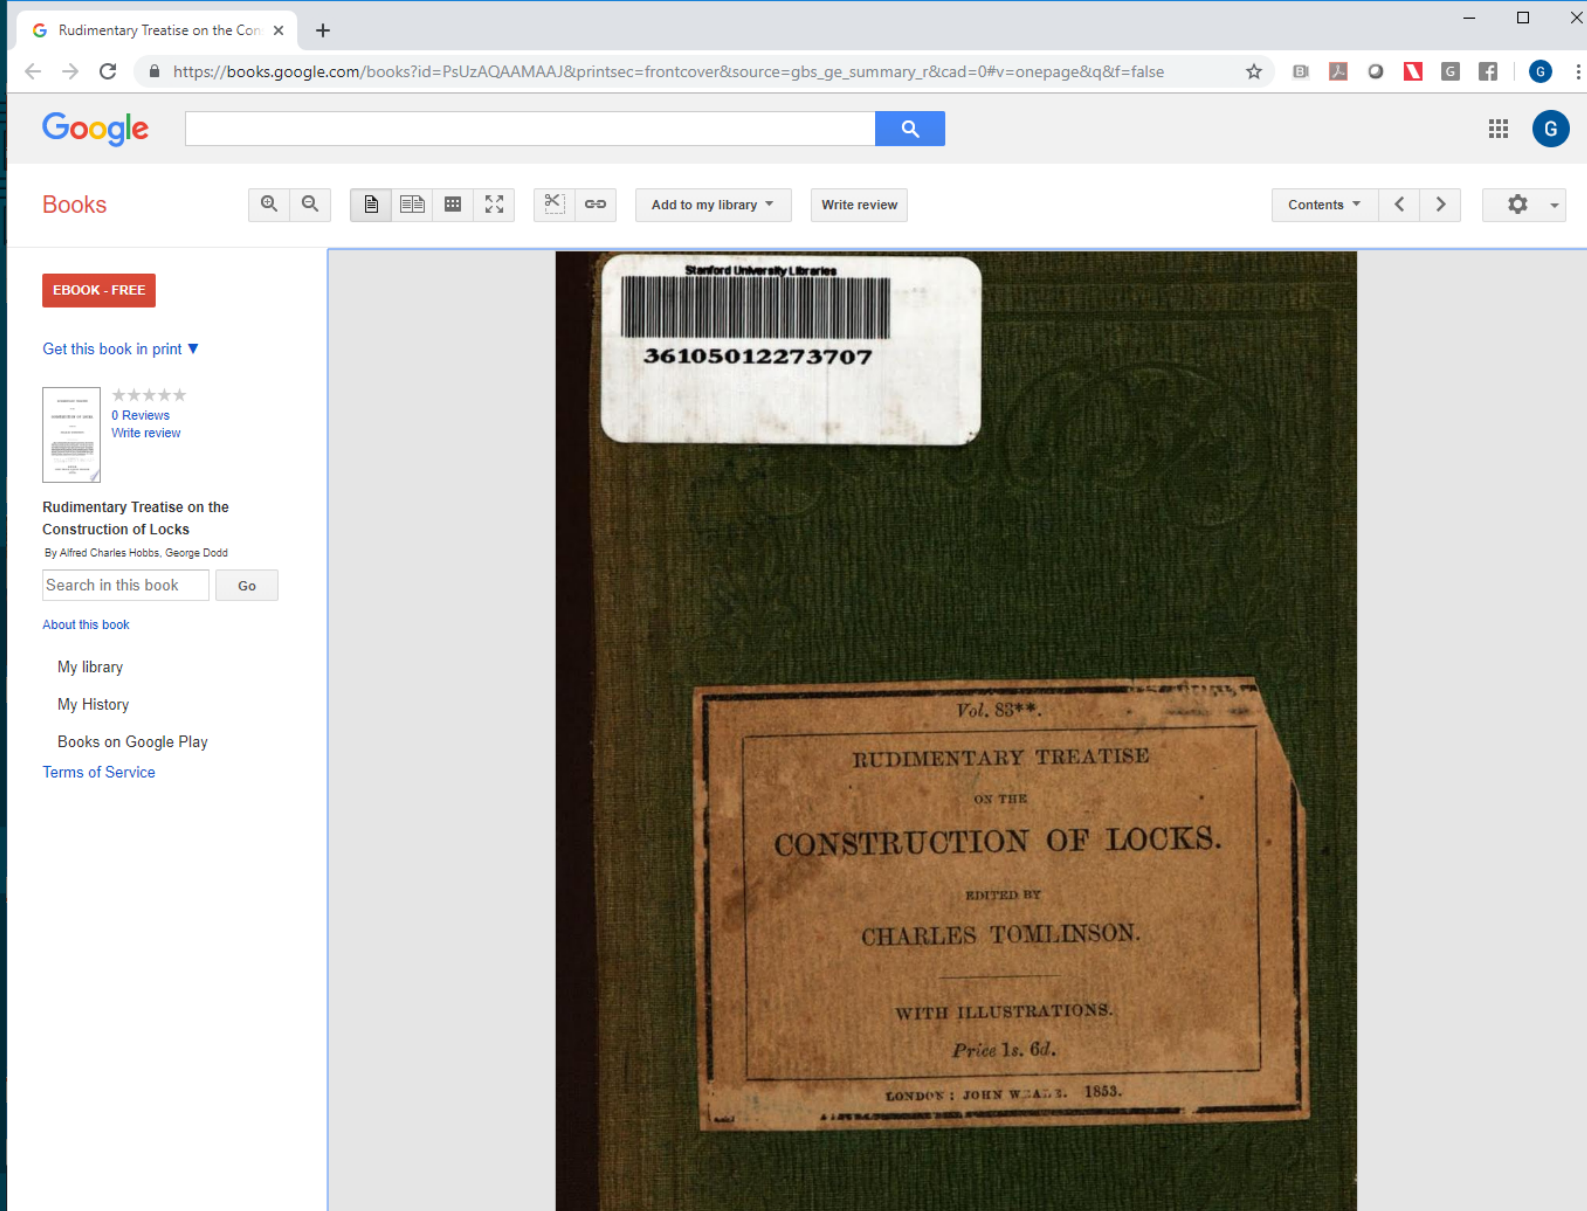 Rudimentary Treatise on the Con
https://books.google.com/books?id=PsUzAQAAMAAJ&printsec=frontcover&source=gbs_ge_summary_r&cad=0#v=onepage&q&f=false
Google
G
Books
Add to my library
Write review
Contents
EBOOK - FREE
Get this book in print ▼
0 Reviews
Write review
Rudimentary Treatise on the
Construction of Locks
By Alfred Charles Hobbs, George Dodd
Search in this book
Go
About this book
My library
My History
Books on Google Play
Terms of Service
Stanford University Libraries
36105012273707
Vol. 83**.
RUDIMENTARY TREATISE
ON THE
CONSTRUCTION OF LOCKS.
EDITED BY
CHARLES TOMLINSON.
WITH ILLUSTRATIONS.
Price 1s. 6d.
LONDON : JOHN 1853.